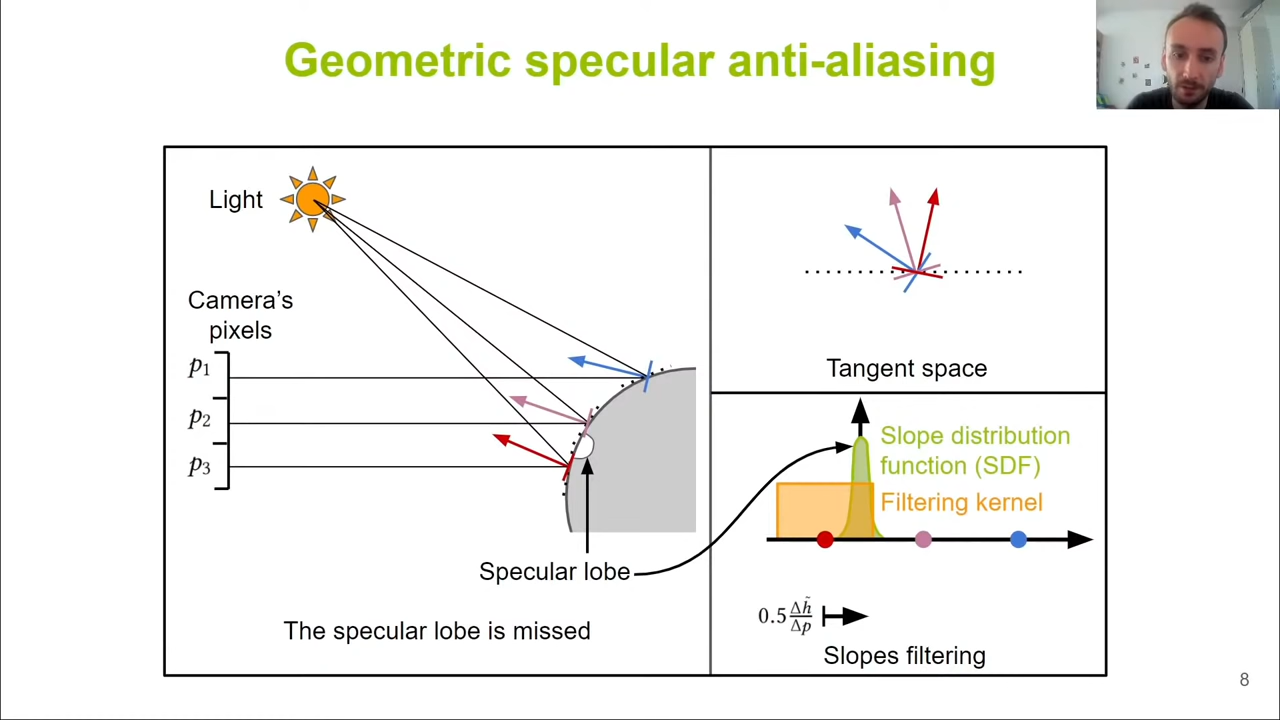 Geometric specular anti-aliasing
Light
Camera's
pixels
p1
p2
p3
Specular lobe
The specular lobe is missed
Tangent space
Slope distribution
function (SDF)
Filtering kernel
0.5 Δh̃/Δp
Slopes filtering
8